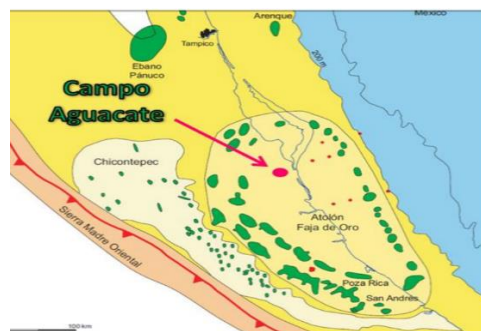 Arenque
México
Tampico
200 m.
Ebano
Pánuco
Campo
Aguacate
Chicontepec
Atolón
Faja de Oro
Sierra Madre Oriental
Poza Rica
San Andrés
100 km